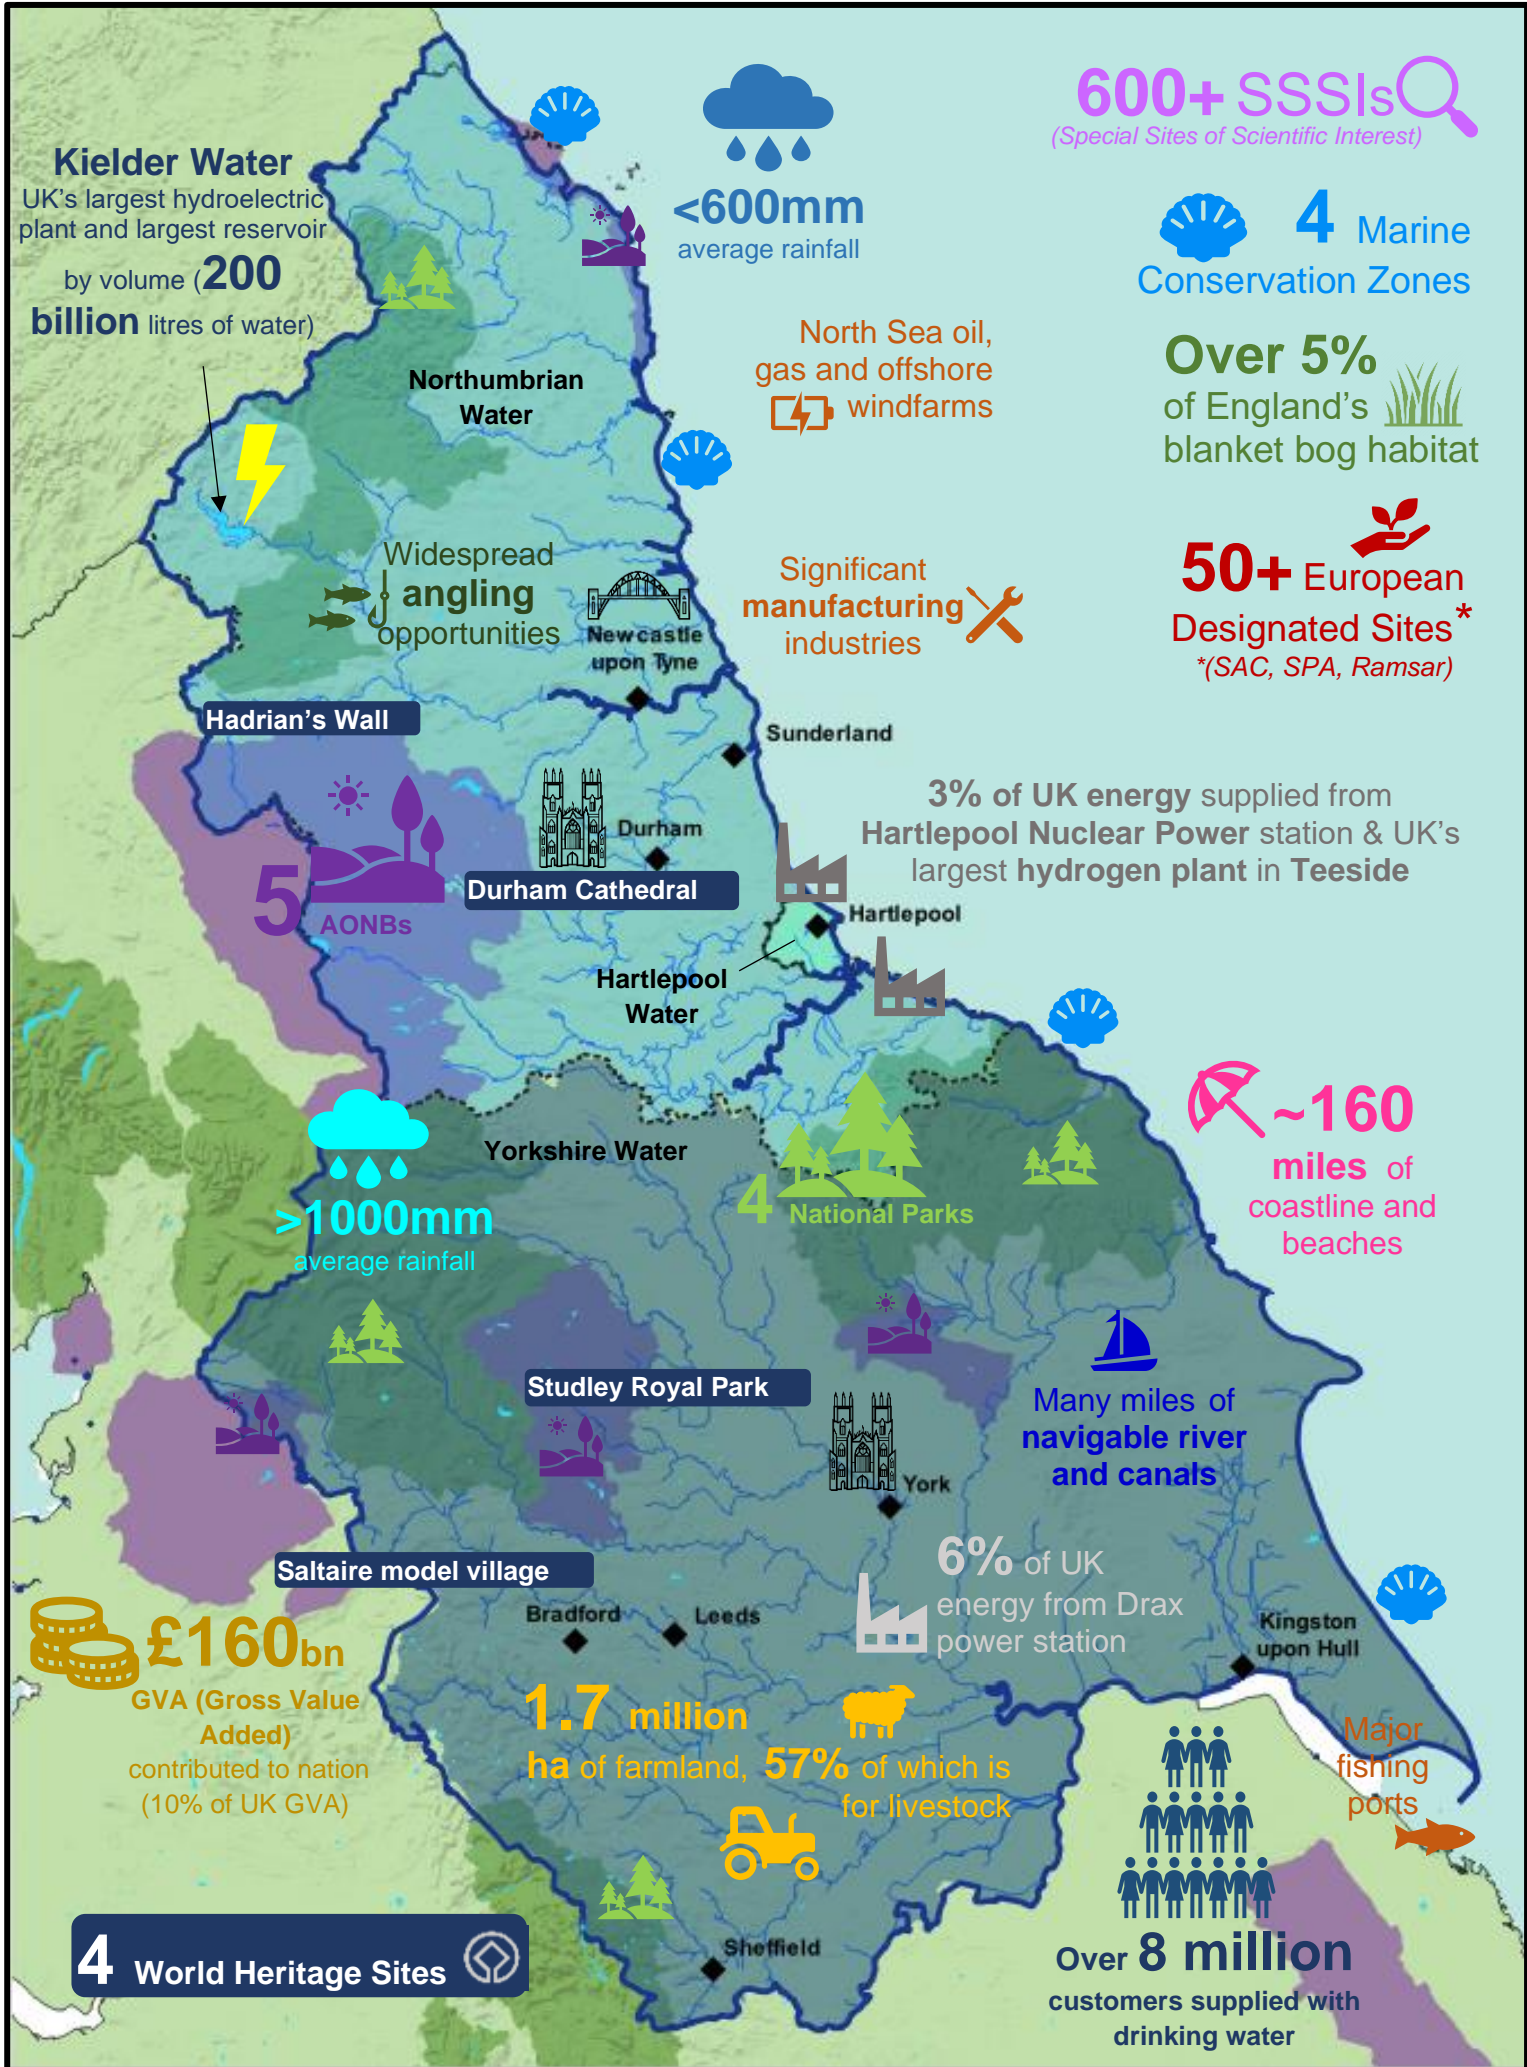 600+ SSSIs
(Special Sites of Scientific Interest)
Kielder Water
UK's largest hydroelectric
plant and largest reservoir
by volume (200
billion litres of water)
<600mm
average rainfall
4 Marine
Conservation Zones
North Sea oil,
gas and offshore
windfarms
Over 5%
of England's
blanket bog habitat
Northumbrian
Water
Widespread
angling
opportunities
Newcastle
upon Tyne
Significant
manufacturing
industries
50+ European
Designated Sites*
*(SAC, SPA, Ramsar)
Hadrian's Wall
Sunderland
3% of UK energy supplied from
Hartlepool Nuclear Power station & UK's
largest hydrogen plant in Teeside
Durham
Durham Cathedral
5 AONBs
Hartlepool
Hartlepool
Water
~160
miles of
coastline and
beaches
Yorkshire Water
>1000mm
average rainfall
4 National Parks
Studley Royal Park
Many miles of
navigable river
and canals
York
Saltaire model village
6% of UK
energy from Drax
power station
Bradford
Leeds
Kingston
upon Hull
£160bn
GVA (Gross Value
Added)
contributed to nation
(10% of UK GVA)
1.7 million
ha of farmland, 57% of which is
for livestock
Major
fishing
ports
Sheffield
4 World Heritage Sites
Over 8 million
customers supplied with
drinking water